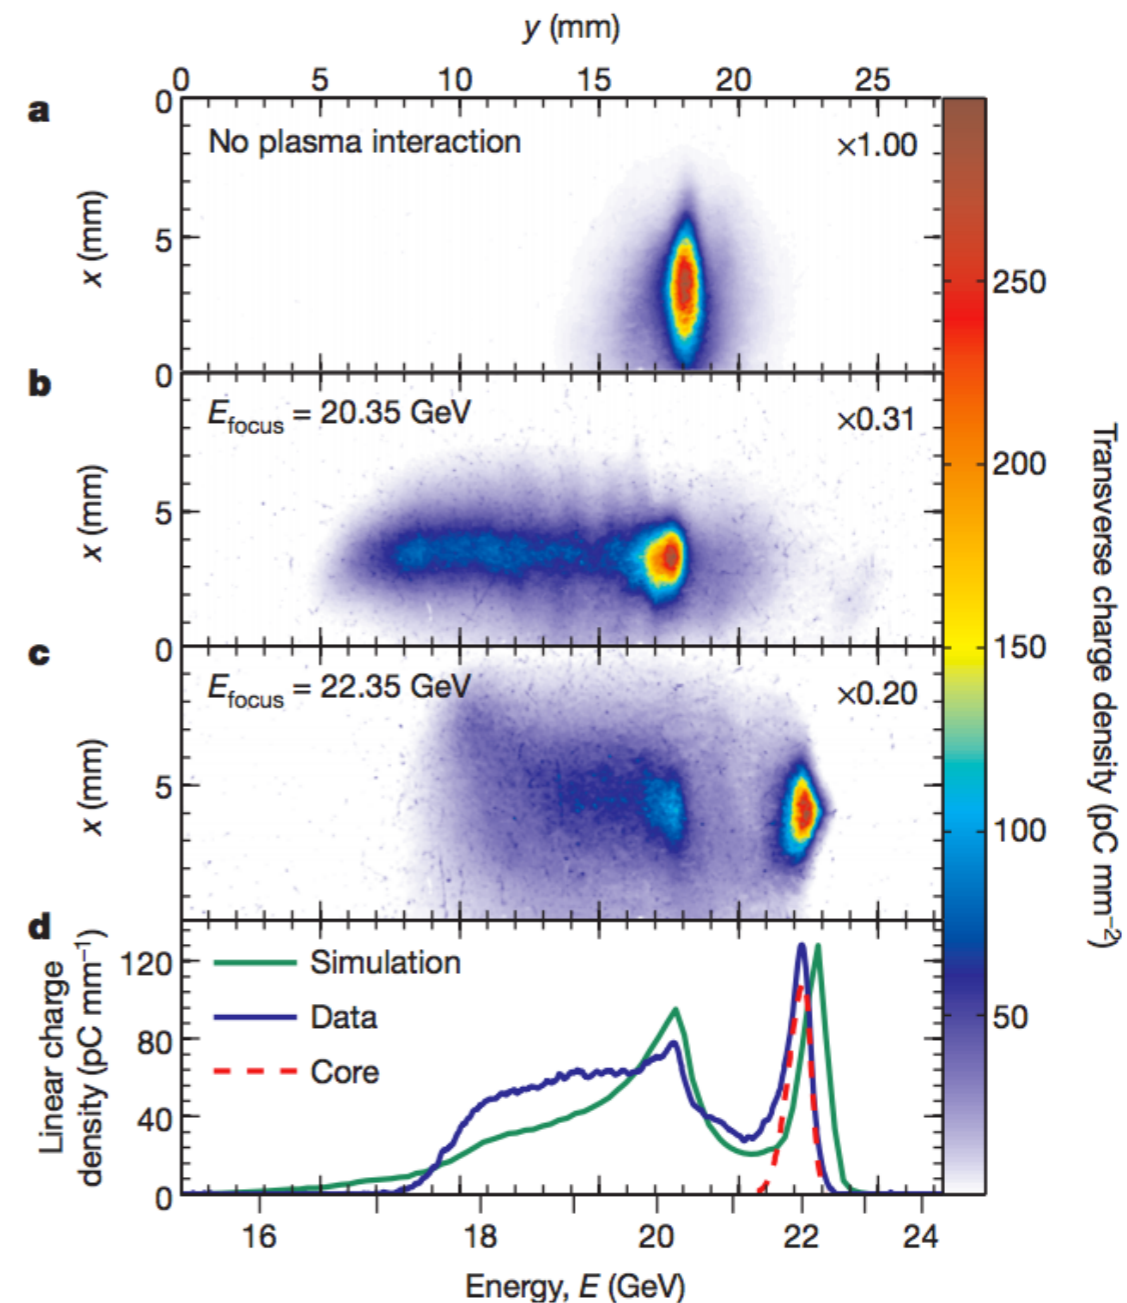 y (mm)
0 5 10 15 20 25
a
0
No plasma interaction
×1.00
x (mm)
5
250
b
0
E_focus = 20.35 GeV
×0.31
200
x (mm)
5
c
0
E_focus = 22.35 GeV
×0.20
150
x (mm)
5
100
Transverse charge density (pC mm⁻²)
d
Linear charge
density (pC mm⁻¹)
120
Simulation
50
80
Data
Core
40
0
16 18 20 22 24
Energy, E (GeV)